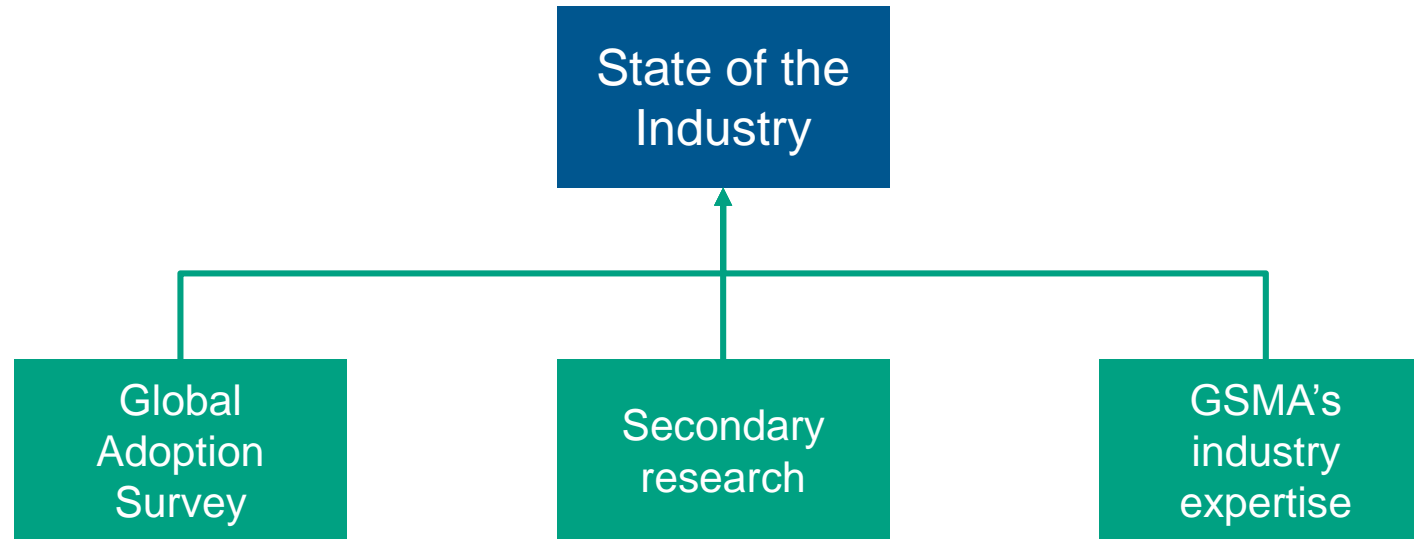 State of the
Industry
Global
Adoption
Survey
Secondary
research
GSMA’s
industry
expertise